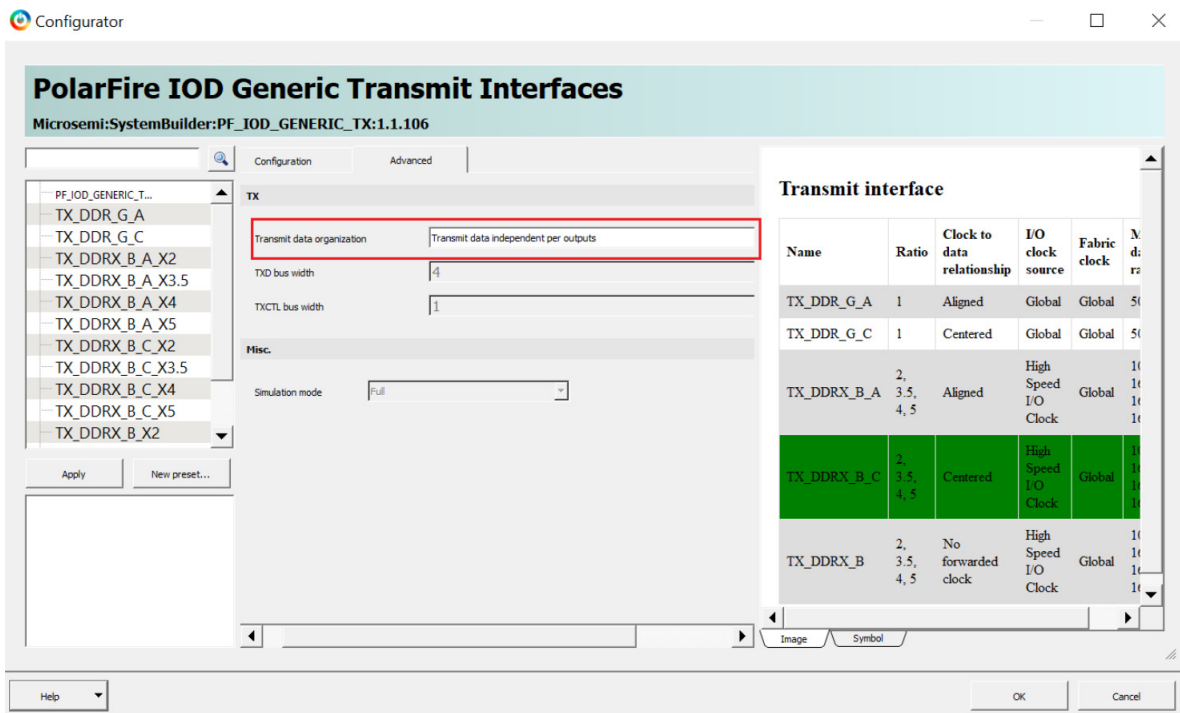 Configurator
PolarFire IOD Generic Transmit Interfaces
Microsemi:SystemBuilder:PF_IOD_GENERIC_TX:1.1.106
PF_IOD_GENERIC_T...
TX_DDR_G_A
TX_DDR_G_C
TX_DDRX_B_A_X2
TX_DDRX_B_A_X3.5
TX_DDRX_B_A_X4
TX_DDRX_B_A_X5
TX_DDRX_B_C_X2
TX_DDRX_B_C_X3.5
TX_DDRX_B_C_X4
TX_DDRX_B_C_X5
TX_DDRX_B_X2
Apply New preset...
Configuration Advanced
TX
Transmit data organization Transmit data independent per outputs
TXD bus width 4
TXCTL bus width 1
Misc.
Simulation mode Full
Transmit interface
Name Ratio Clock to data relationship I/O clock source Fabric clock
TX_DDR_G_A 1 Aligned Global Global
TX_DDR_G_C 1 Centered Global Global
TX_DDRX_B_A 2, 3.5, 4, 5 Aligned High Speed I/O Clock Global
TX_DDRX_B_C 2, 3.5, 4, 5 Centered High Speed I/O Clock Global
TX_DDRX_B 2, 3.5, 4, 5 No forwarded clock High Speed I/O Clock Global
Image Symbol
Help OK Cancel